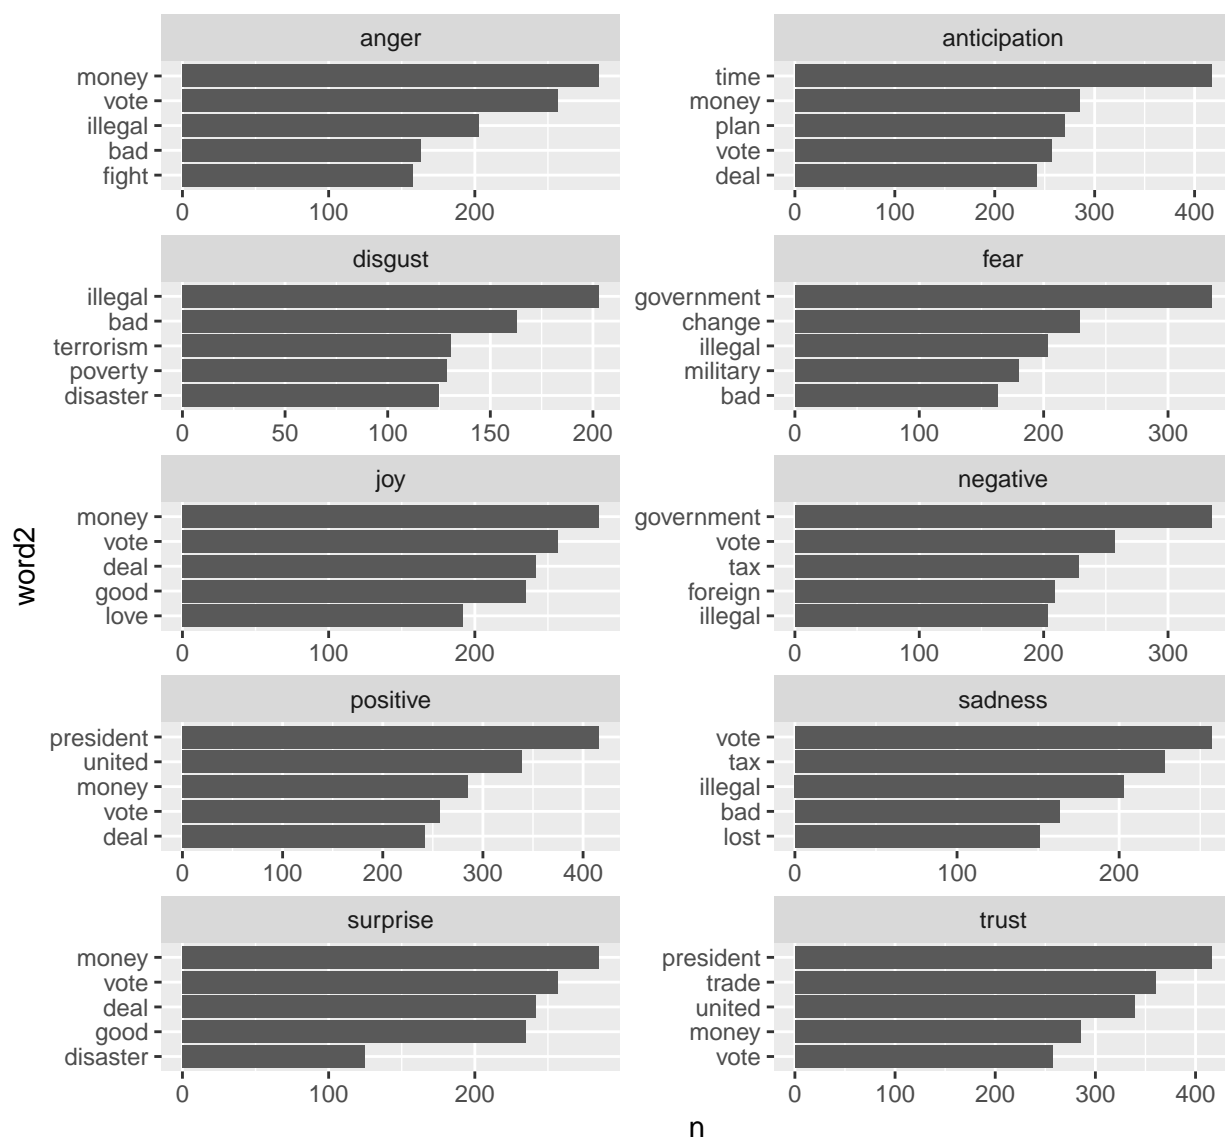 anger
money
vote
illegal
bad
fight
0 100 200
anticipation
time
money
plan
vote
deal
0 100 200 300 400
disgust
illegal
bad
terrorism
poverty
disaster
0 50 100 150 200
fear
government
change
illegal
military
bad
0 100 200 300
joy
money
vote
deal
good
love
0 100 200
negative
government
vote
tax
foreign
illegal
0 100 200 300
positive
president
united
money
vote
deal
0 100 200 300 400
sadness
vote
tax
illegal
bad
lost
0 100 200
surprise
money
vote
deal
good
disaster
0 100 200
trust
president
trade
united
money
vote
0 100 200 300 400
word2
n